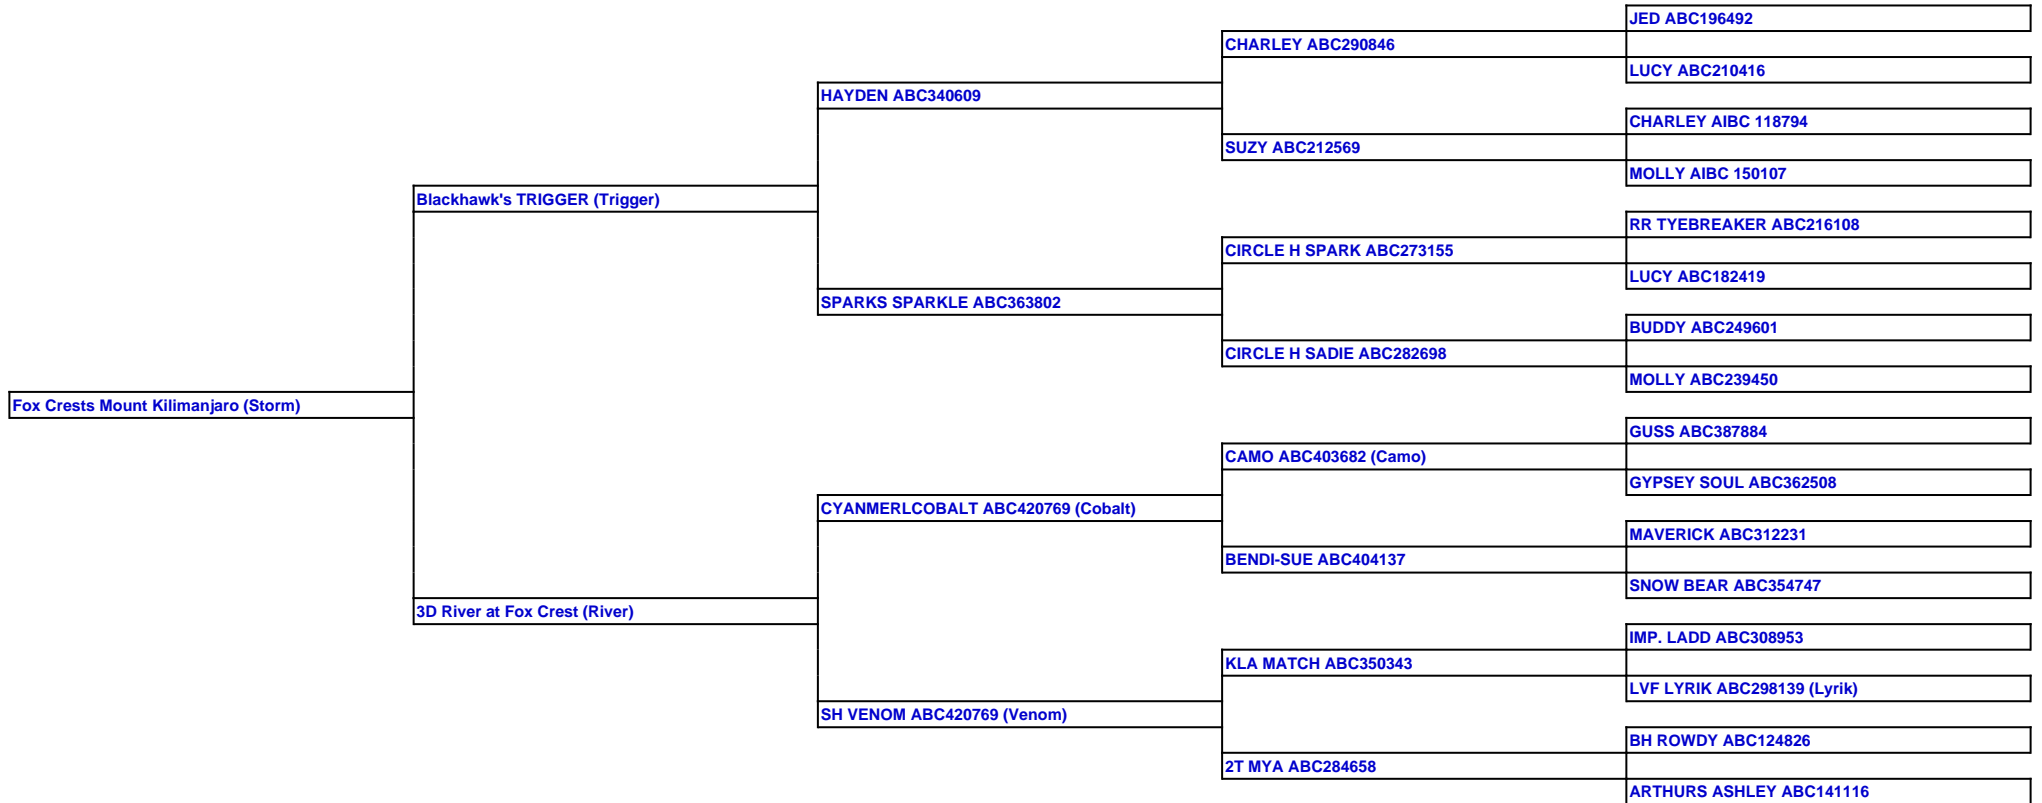 JED ABC196492
CHARLEY ABC290846
LUCY ABC210416
HAYDEN ABC340609
CHARLEY AIBC 118794
SUZY ABC212569
MOLLY AIBC 150107
Blackhawk's TRIGGER (Trigger)
RR TYEBREAKER ABC216108
CIRCLE H SPARK ABC273155
LUCY ABC182419
SPARKS SPARKLE ABC363802
BUDDY ABC249601
CIRCLE H SADIE ABC282698
MOLLY ABC239450
Fox Crests Mount Kilimanjaro (Storm)
GUSS ABC387884
CAMO ABC403682 (Camo)
GYPSEY SOUL ABC362508
CYANMERLCOBALT ABC420769 (Cobalt)
MAVERICK ABC312231
BENDI-SUE ABC404137
SNOW BEAR ABC354747
3D River at Fox Crest (River)
IMP. LADD ABC308953
KLA MATCH ABC350343
LVF LYRIK ABC298139 (Lyrik)
SH VENOM ABC420769 (Venom)
BH ROWDY ABC124826
2T MYA ABC284658
ARTHURS ASHLEY ABC141116